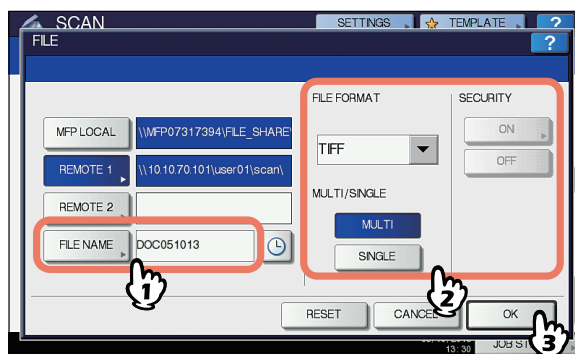 SCAN
SETTINGS
TEMPLATE
?
FILE
?
FILE FORMAT
SECURITY
MFP LOCAL
\\MFP07317394\FILE_SHARE
ON
TIFF
REMOTE 1
\\10.10.70.101\user01\scan\
OFF
MULTI/SINGLE
REMOTE 2
MULTI
FILE NAME
DOC051013
SINGLE
1
2
RESET
CANCEL
OK
3
13:30
JOB ST